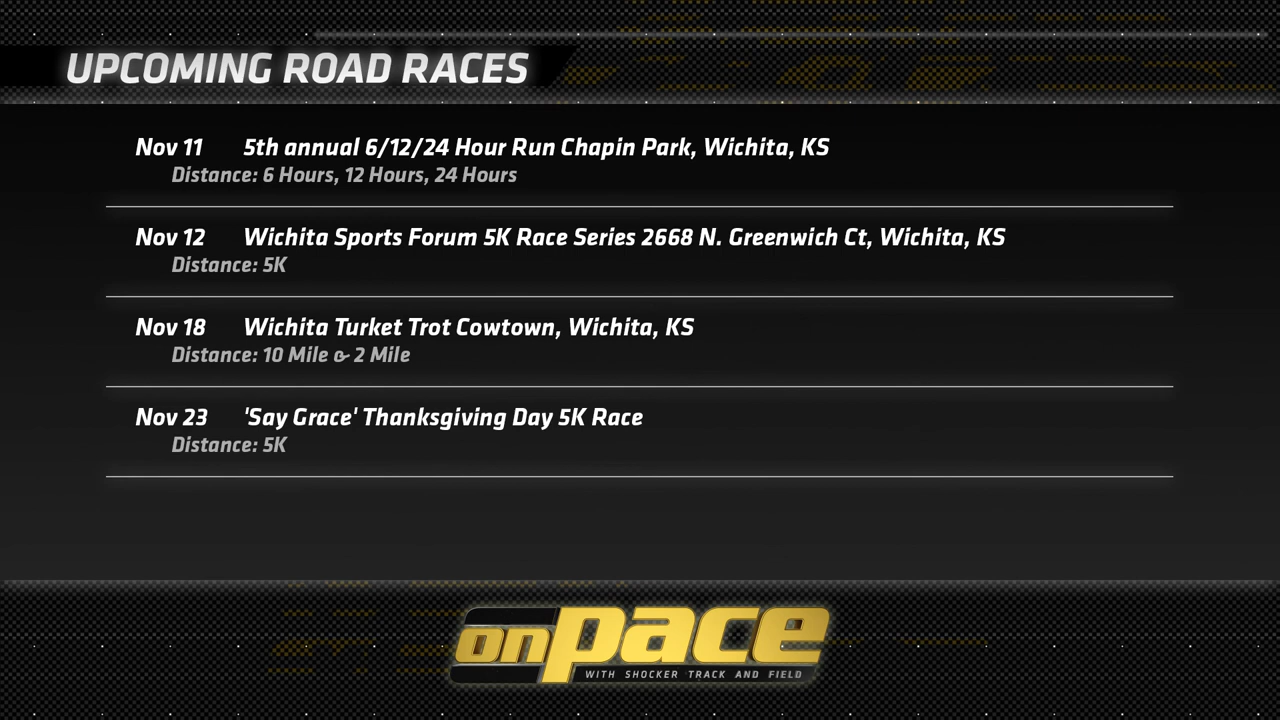 UPCOMING ROAD RACES
Nov 11 5th annual 6/12/24 Hour Run Chapin Park, Wichita, KS
Distance: 6 Hours, 12 Hours, 24 Hours
Nov 12 Wichita Sports Forum 5K Race Series 2668 N. Greenwich Ct, Wichita, KS
Distance: 5K
Nov 18 Wichita Turket Trot Cowtown, Wichita, KS
Distance: 10 Mile & 2 Mile
Nov 23 'Say Grace' Thanksgiving Day 5K Race
Distance: 5K
on pace
WITH SHOCKER TRACK AND FIELD